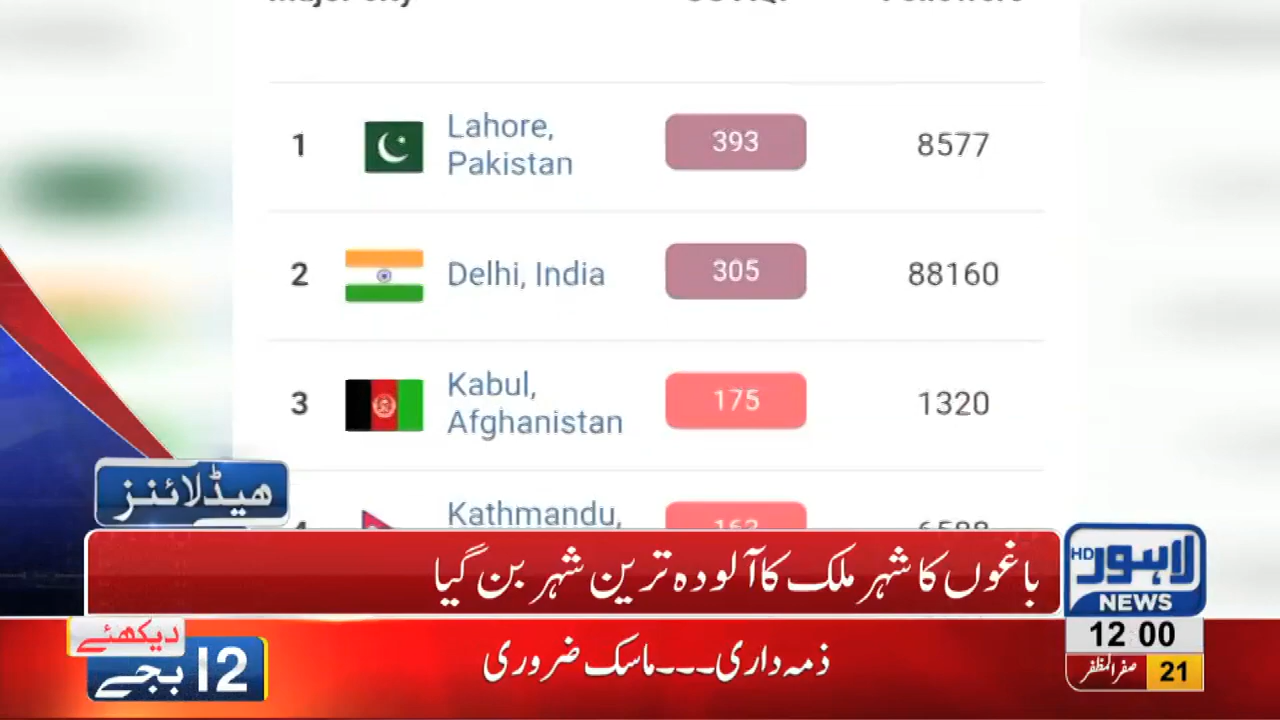 1 Lahore, Pakistan 393 8577
2 Delhi, India 305 88160
3 Kabul, Afghanistan 175 1320
Kathmandu,
ھیڈلائنز
باغوں کا شہر ملک کا آلودہ ترین شہر بن گیا
HD لاہور
NEWS
12:00
دیکھئے
12 بجے
ذمہ داری۔۔۔ماسک ضروری
21 صفر المظفر